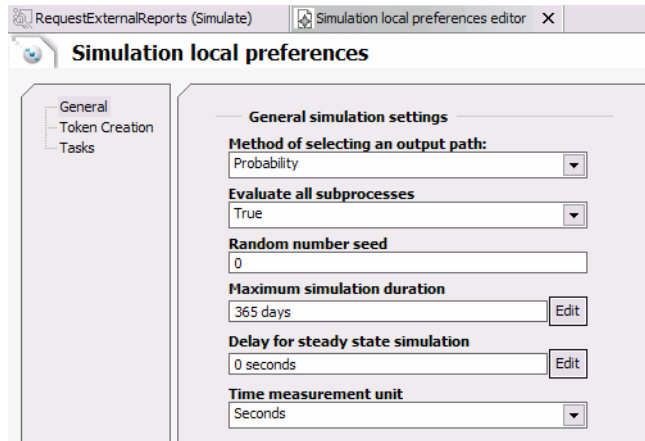 RequestExternalReports (Simulate)
Simulation local preferences editor
Simulation local preferences
General
Token Creation
Tasks
General simulation settings
Method of selecting an output path:
Probability
Evaluate all subprocesses
True
Random number seed
0
Maximum simulation duration
365 days
Edit
Delay for steady state simulation
0 seconds
Edit
Time measurement unit
Seconds